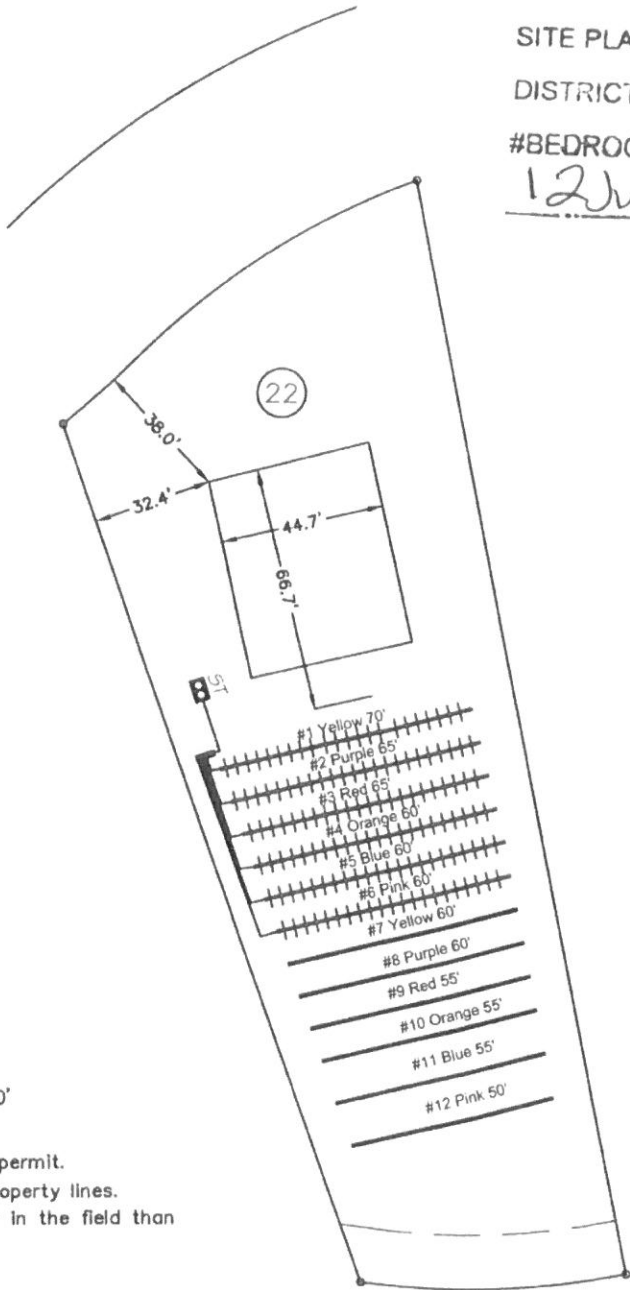 SITE PLA
DISTRICT
#BEDROO
22
38.0'
32.4'
44.7'
66.7'
ST
#1 Yellow 70'
#2 Purple 65'
#3 Red 65'
#4 Orange 60'
#5 Blue 60'
#6 Pink 60'
#7 Yellow 60'
#8 Purple 60'
#9 Red 55'
#10 Orange 55'
#11 Blue 55'
#12 Pink 50'
0'
permit.
operty lines.
in the field than